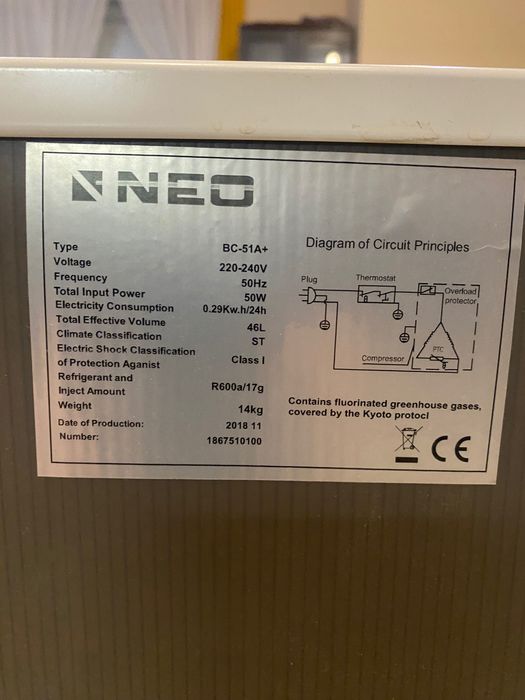 NEO
Type BC-51A+
Voltage 220-240V
Frequency 50Hz
Total Input Power 50W
Electricity Consumption 0.29Kw.h/24h
Total Effective Volume 46L
Climate Classification ST
Electric Shock Classification
of Protection Aganist Class I
Refrigerant and
Inject Amount R600a/17g
Weight 14kg
Date of Production: 2018 11
Number: 1867510100
Diagram of Circuit Principles
Plug
Thermostat
Overload
protector
PTC
Compressor
Contains fluorinated greenhouse gases,
covered by the Kyoto protocl
CE